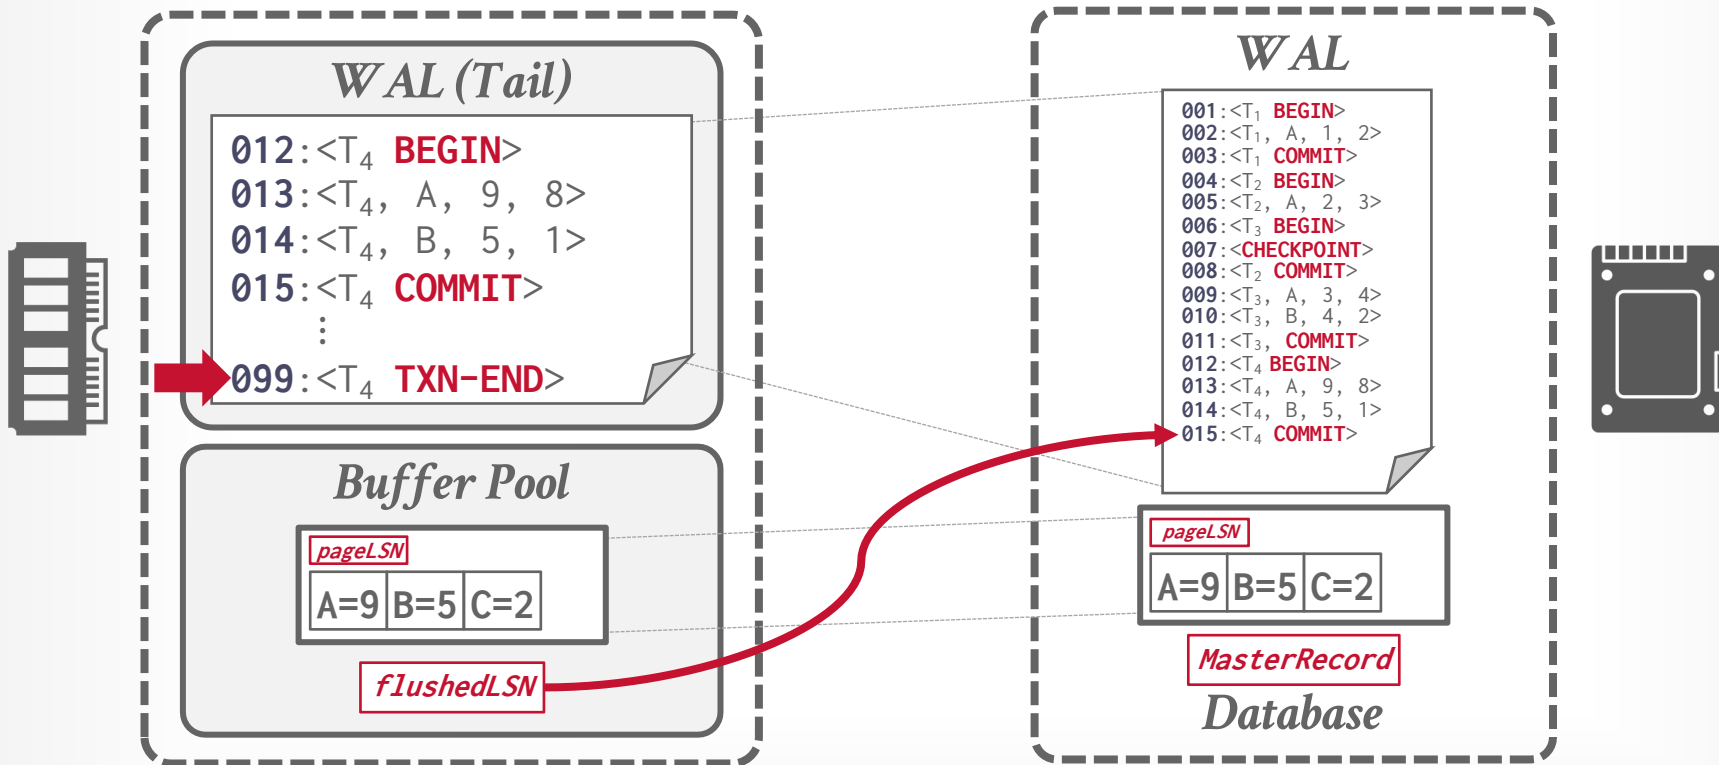 WAL (Tail)
012:<T₄ BEGIN>
013:<T₄, A, 9, 8>
014:<T₄, B, 5, 1>
015:<T₄ COMMIT>
⋮
099:<T₄ TXN-END>
Buffer Pool
pageLSN
A=9 B=5 C=2
flushedLSN
WAL
001:<T₁ BEGIN>
002:<T₁, A, 1, 2>
003:<T₁ COMMIT>
004:<T₂ BEGIN>
005:<T₂, A, 2, 3>
006:<T₃ BEGIN>
007:<CHECKPOINT>
008:<T₂ COMMIT>
009:<T₃, A, 3, 4>
010:<T₃, B, 4, 2>
011:<T₃, COMMIT>
012:<T₄ BEGIN>
013:<T₄, A, 9, 8>
014:<T₄, B, 5, 1>
015:<T₄ COMMIT>
pageLSN
A=9 B=5 C=2
MasterRecord
Database